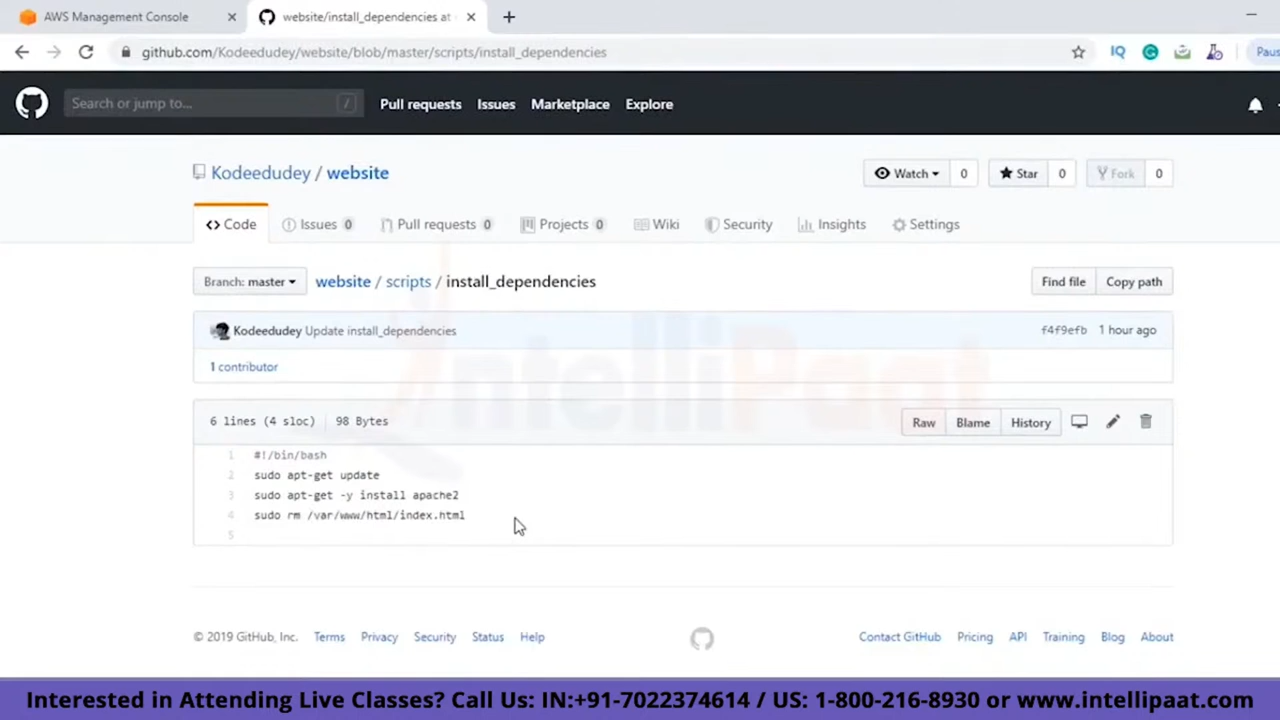 AWS Management Console
website/install_dependencies at
github.com/Kodeedudey/website/blob/master/scripts/install_dependencies
IQ
Paus
Search or jump to...
/
Pull requests
Issues
Marketplace
Explore
Kodeedudey / website
Watch
0
Star
0
Fork
0
<> Code
Issues 0
Pull requests 0
Projects 0
Wiki
Security
Insights
Settings
Branch: master
website / scripts / install_dependencies
Find file
Copy path
Kodeedudey Update install_dependencies
f4f9efb
1 hour ago
1 contributor
IntelliPaat
6 lines (4 sloc)
98 Bytes
Raw
Blame
History
1 #!/bin/bash
2 sudo apt-get update
3 sudo apt-get -y install apache2
4 sudo rm /var/www/html/index.html
5
© 2019 GitHub, Inc.
Terms
Privacy
Security
Status
Help
Contact GitHub
Pricing
API
Training
Blog
About
Interested in Attending Live Classes? Call Us: IN:+91-7022374614 / US: 1-800-216-8930 or www.intellipaat.com